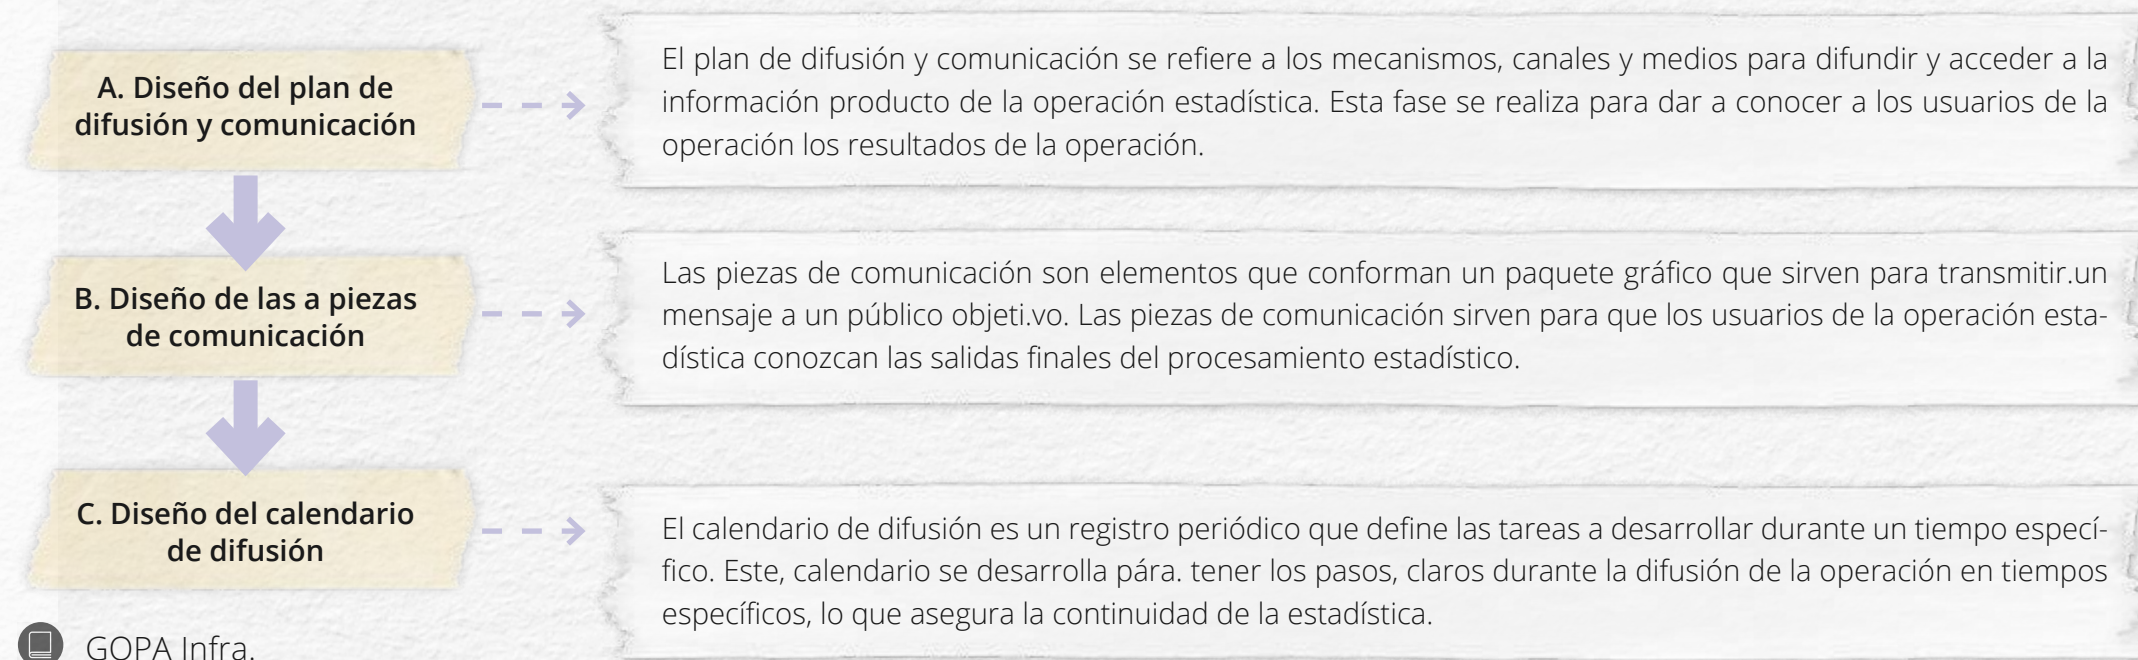 A. Diseño del plan de
difusión y comunicación
El plan de difusión y comunicación se refiere a los mecanismos, canales y medios para difundir y acceder a la
información producto de la operación estadística. Esta fase se realiza para dar a conocer a los usuarios de la
operación los resultados de la operación.
B. Diseño de las a piezas
de comunicación
Las piezas de comunicación son elementos que conforman un paquete gráfico que sirven para transmitir.un
mensaje a un público objeti.vo. Las piezas de comunicación sirven para que los usuarios de la operación esta-
dística conozcan las salidas finales del procesamiento estadístico.
C. Diseño del calendario
de difusión
El calendario de difusión es un registro periódico que define las tareas a desarrollar durante un tiempo especí-
fico. Este, calendario se desarrolla pára. tener los pasos, claros durante la difusión de la operación en tiempos
específicos, lo que asegura la continuidad de la estadística.
GOPA Infra.